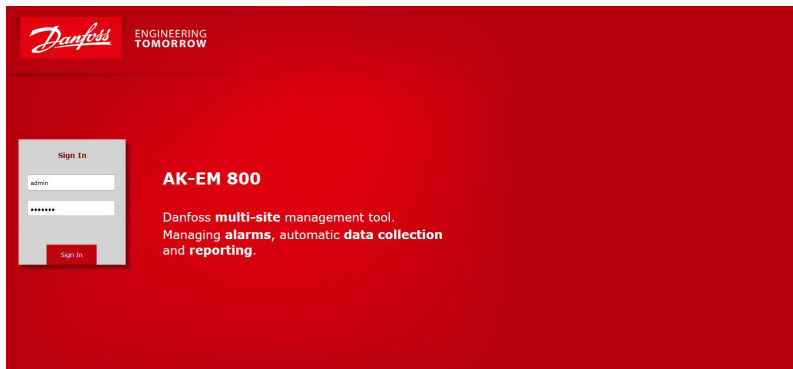 Danfoss
ENGINEERING
TOMORROW
Sign In
admin
•••••••
Sign In
AK-EM 800
Danfoss multi-site management tool.
Managing alarms, automatic data collection
and reporting.